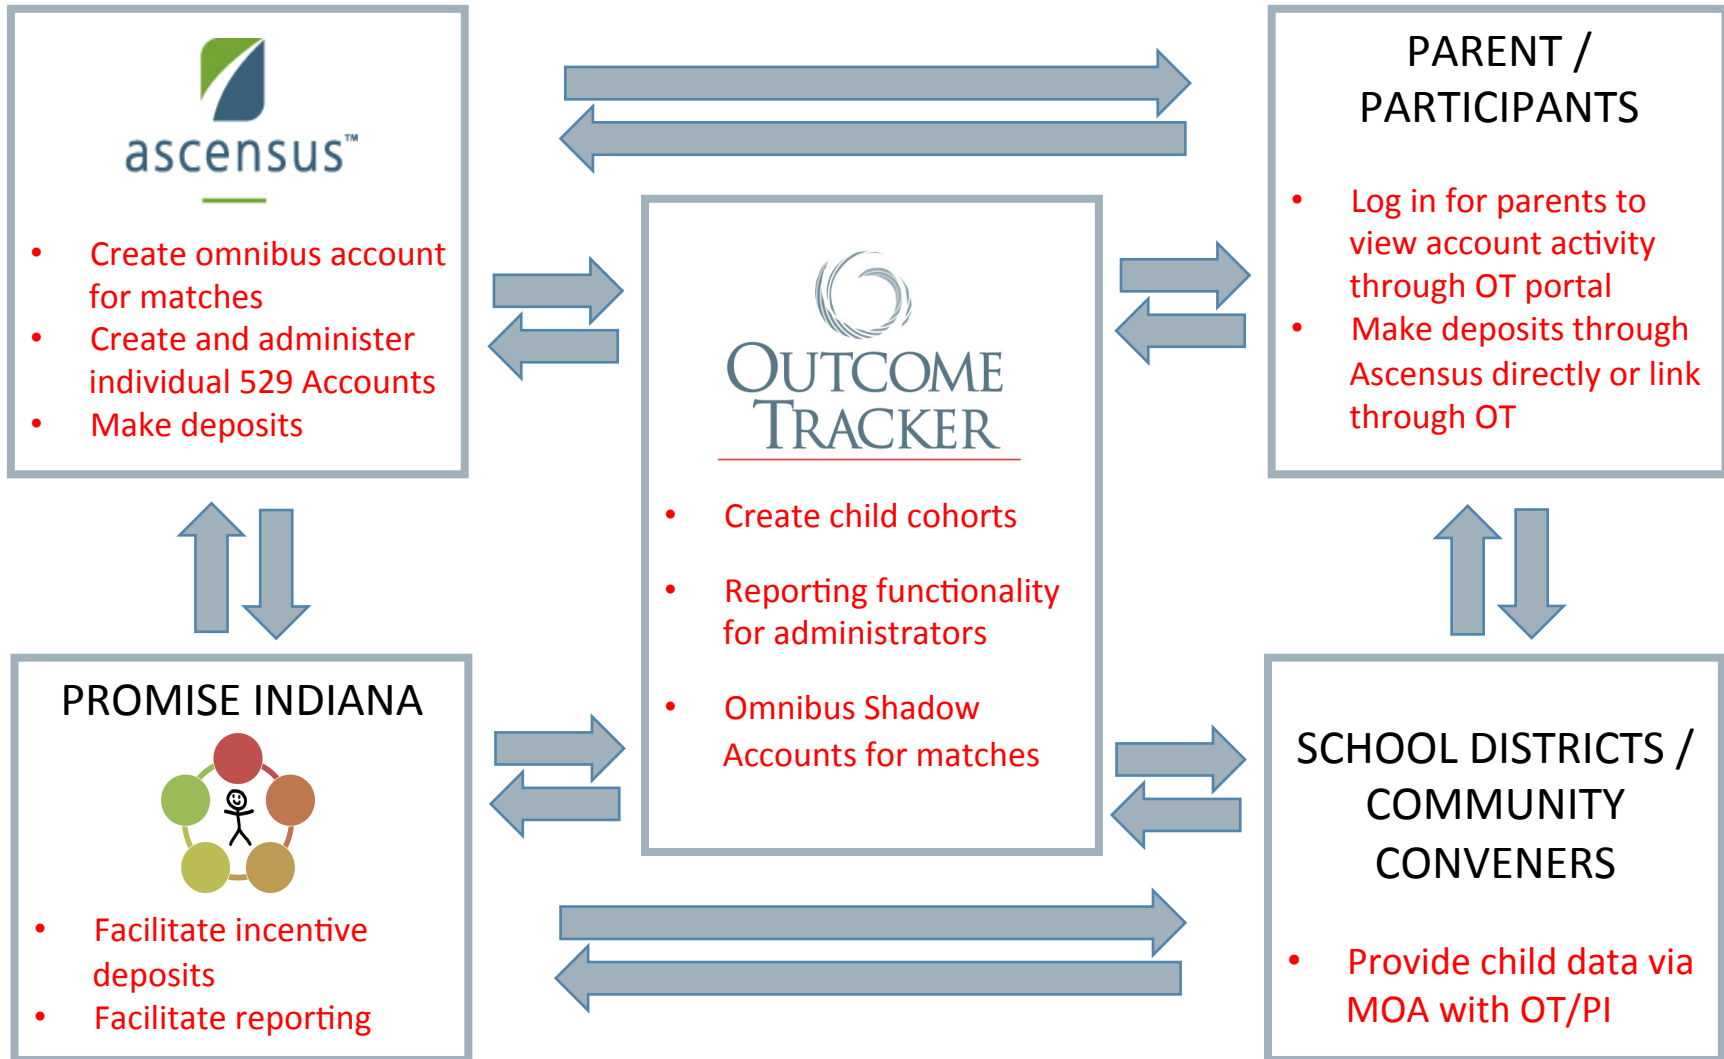 ascensus™
• Create omnibus account
for matches
• Create and administer
individual 529 Accounts
• Make deposits
PARENT /
PARTICIPANTS
• Log in for parents to
view account activity
through OT portal
• Make deposits through
Ascensus directly or link
through OT
OUTCOME
TRACKER
• Create child cohorts
• Reporting functionality
for administrators
• Omnibus Shadow
Accounts for matches
PROMISE INDIANA
• Facilitate incentive
deposits
• Facilitate reporting
SCHOOL DISTRICTS /
COMMUNITY
CONVENERS
• Provide child data via
MOA with OT/PI